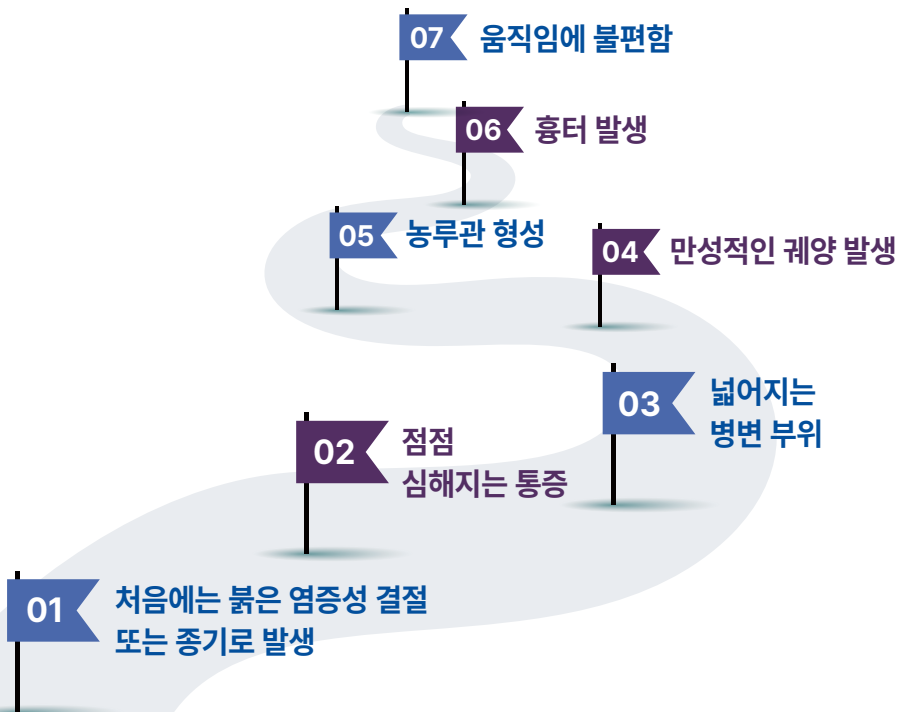 07 움직임에 불편함
06 흉터 발생
05 농루관 형성
04 만성적인 궤양 발생
03 넓어지는
병변 부위
02 점점
심해지는 통증
01 처음에는 붉은 염증성 결절
또는 종기로 발생